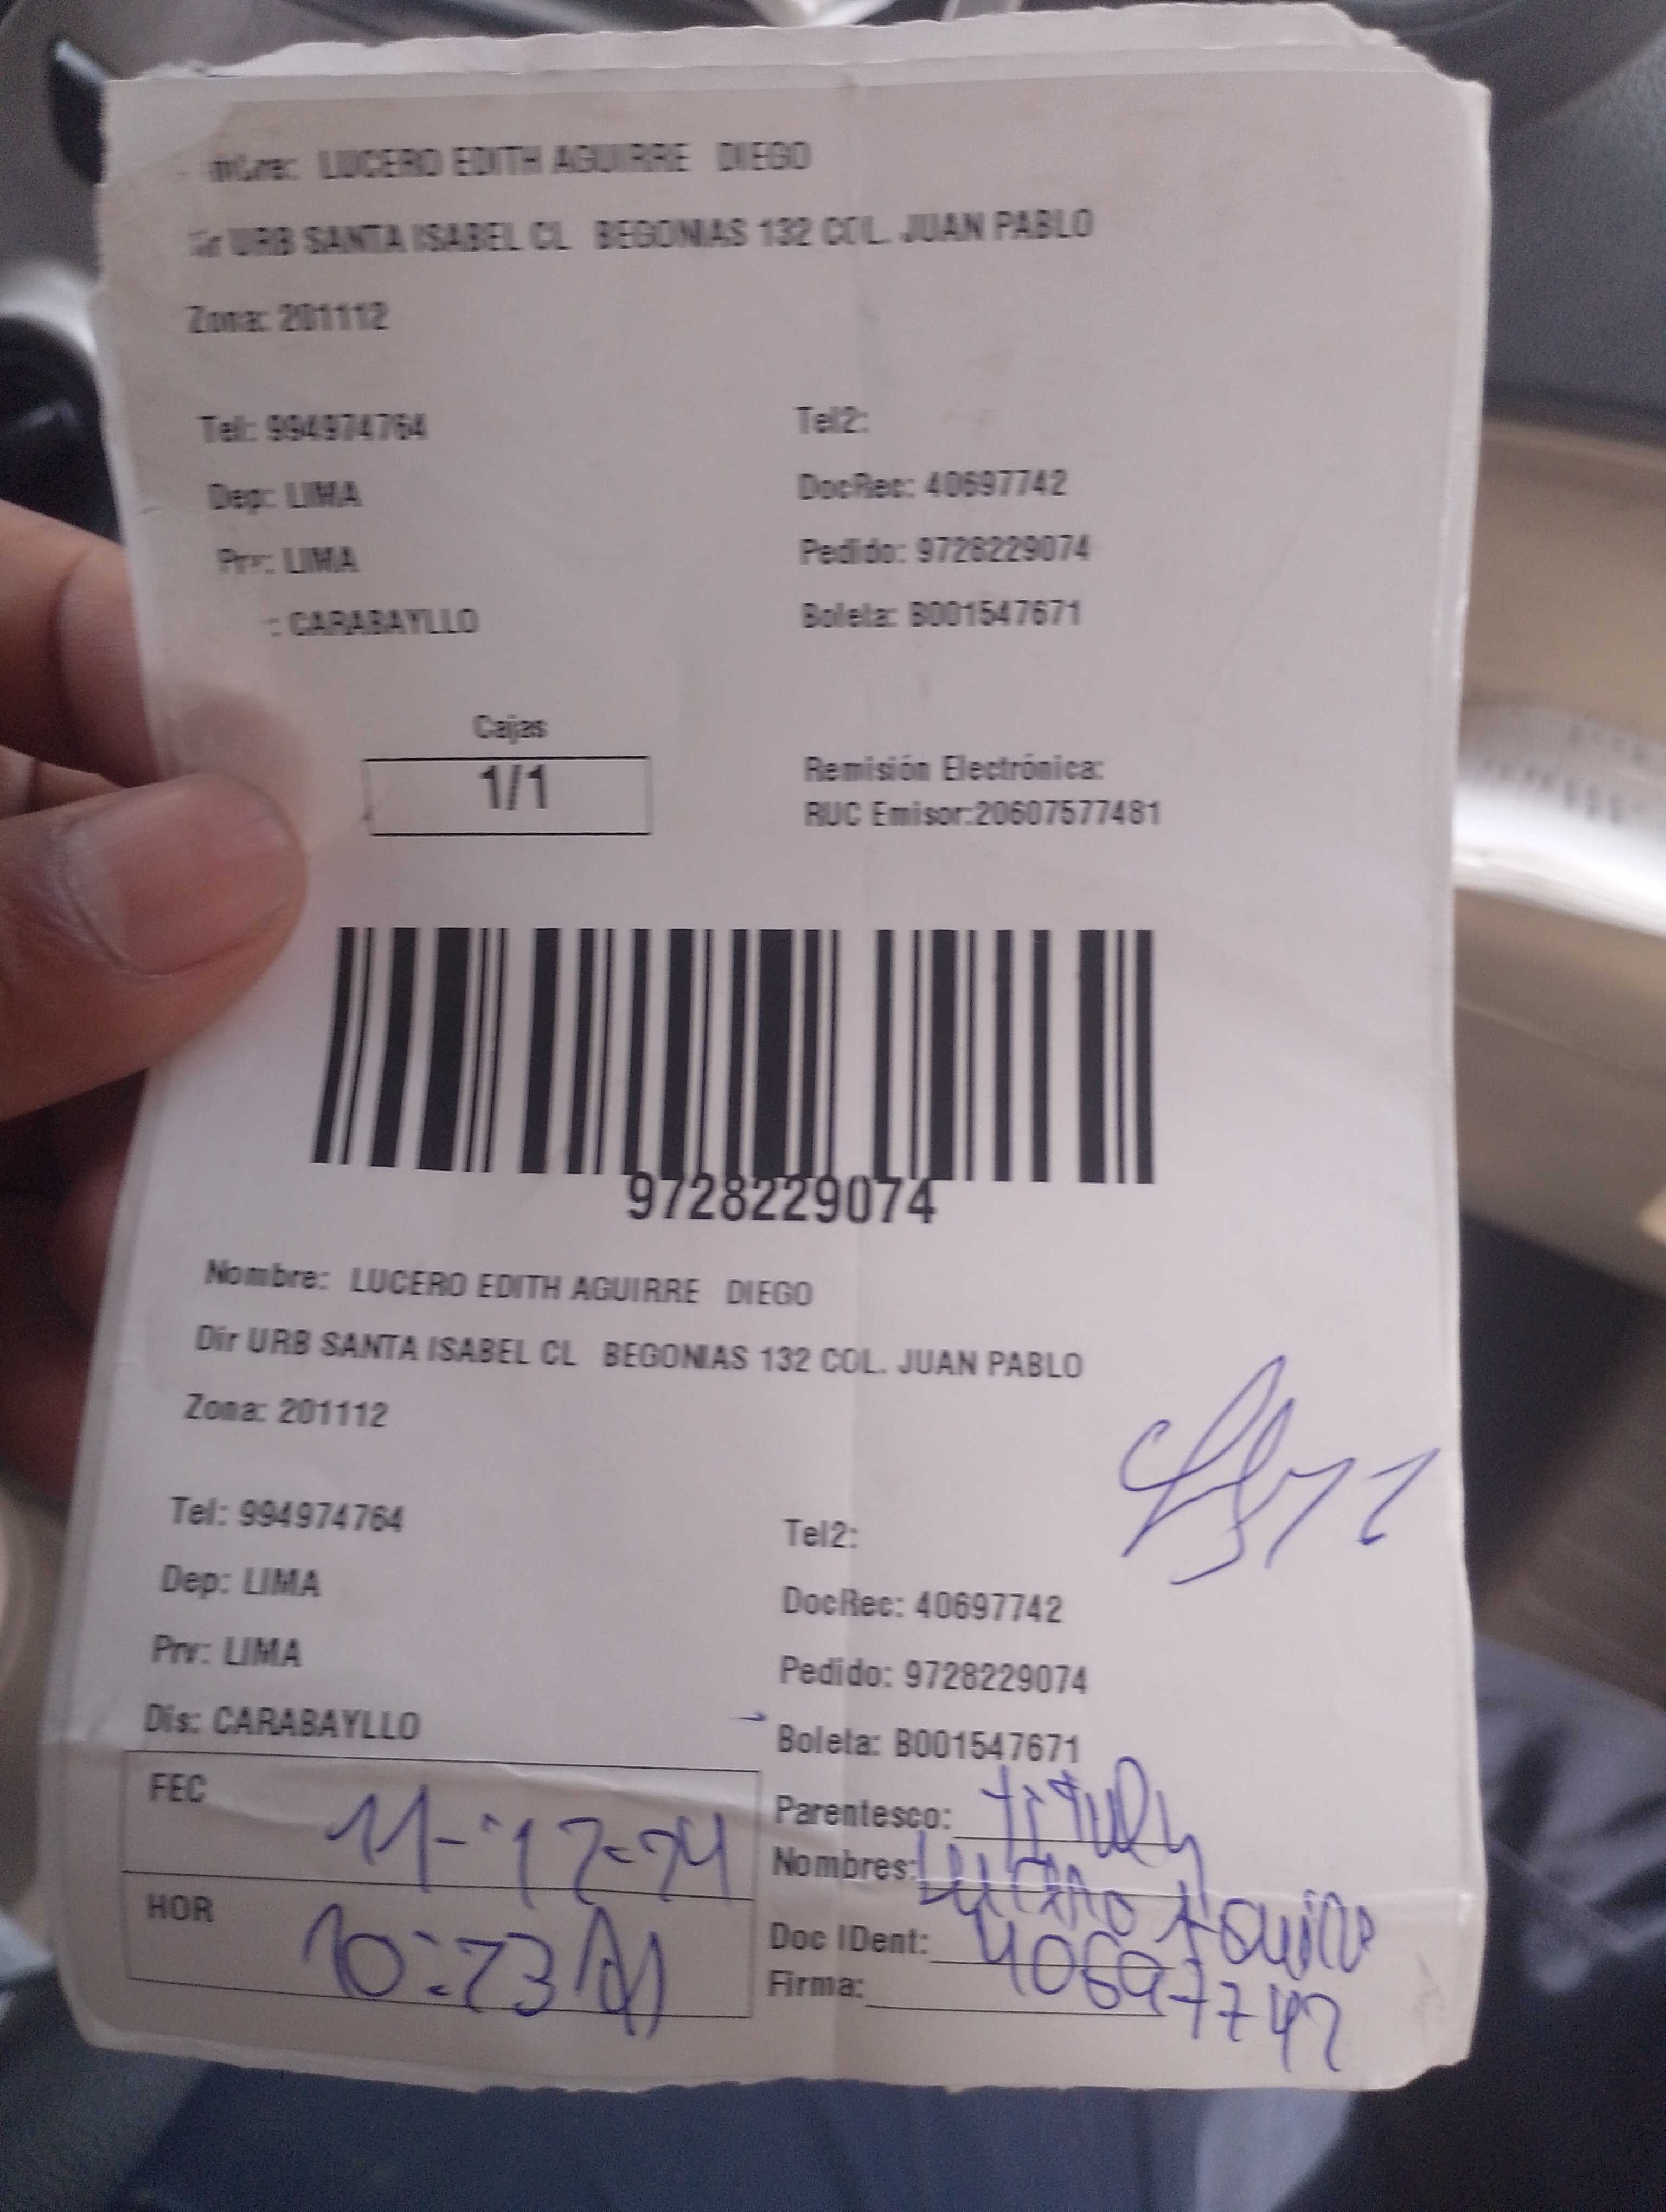 LUCERO EDITH AGUIRRE DIEGO
URB SANTA ISABEL CL BEGONIAS 132 COL. JUAN PABLO
Zona: 201112
Tel: 994974764 Tel2:
Dep: LIMA DocRec: 40697742
Prv: LIMA Pedido: 9728229074
: CARABAYLLO Boleta: B001547671
Cajas
1/1
Remisión Electrónica:
RUC Emisor:20607577481
9728229074
Nombre: LUCERO EDITH AGUIRRE DIEGO
Dir URB SANTA ISABEL CL BEGONIAS 132 COL. JUAN PABLO
Zona: 201112
Tel: 994974764 Tel2:
Dep: LIMA DocRec: 40697742
Prv: LIMA Pedido: 9728229074
Dis: CARABAYLLO Boleta: B001547671
FEC 11-12-24 Parentesco:
Nombres: Lucero Aguirre
HOR 10:23 AM Doc IDent: 40697742
Firma: